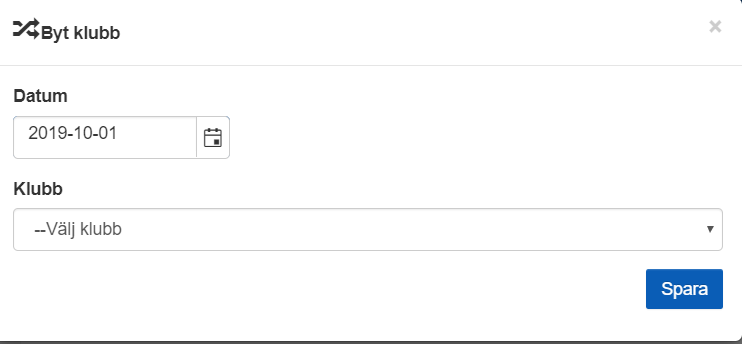 Byt klubb
×
Datum
2019-10-01
Klubb
--Välj klubb
Spara